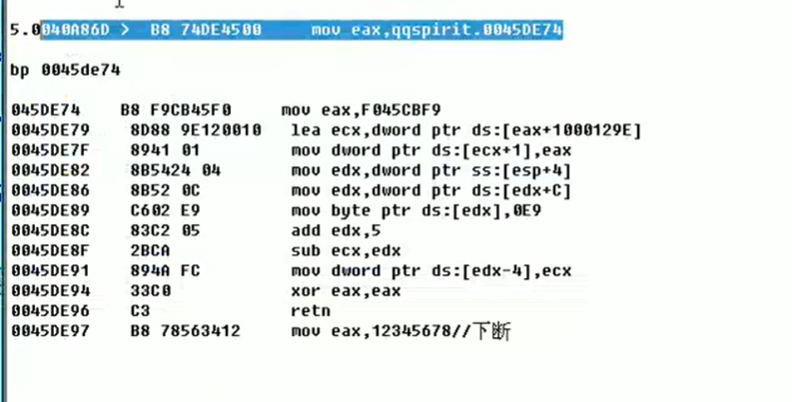 5.0040A86D > B8 74DE4500 mov eax,qqspirit.0045DE74
bp 0045de74
045DE74 B8 F9CB45F0 mov eax,F045CBF9
0045DE79 8D88 9E120010 lea ecx,dword ptr ds:[eax+1000129E]
0045DE7F 8941 01 mov dword ptr ds:[ecx+1],eax
0045DE82 8B5424 04 mov edx,dword ptr ss:[esp+4]
0045DE86 8B52 0C mov edx,dword ptr ds:[edx+C]
0045DE89 C602 E9 mov byte ptr ds:[edx],0E9
0045DE8C 83C2 05 add edx,5
0045DE8F 2BCA sub ecx,edx
0045DE91 894A FC mov dword ptr ds:[edx-4],ecx
0045DE94 33C0 xor eax,eax
0045DE96 C3 retn
0045DE97 B8 78563412 mov eax,12345678//下断